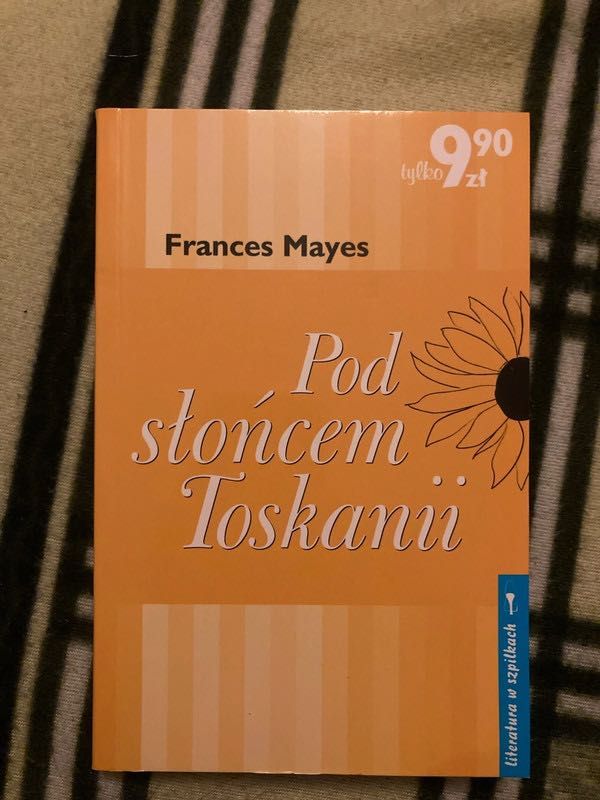 tylko 9 90 zł
Frances Mayes
Pod
słońcem
Toskanii
literatura w szpilkach